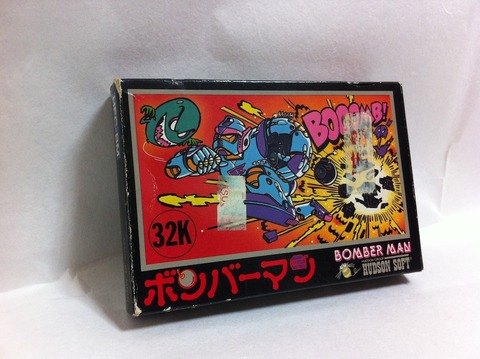 BOOOMB!
32K
ボンバーマン
BOMBER MAN
HUDSON SOFT